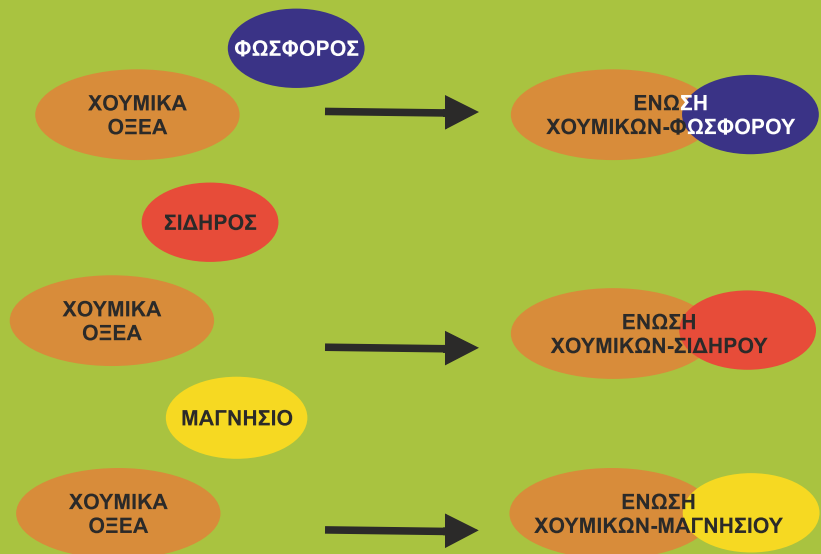 ΦΩΣΦΟΡΟΣ
ΧΟΥΜΙΚΑ
ΟΞΕΑ
ΕΝΩΣΗ
ΧΟΥΜΙΚΩΝ-ΦΩΣΦΟΡΟΥ
ΣΙΔΗΡΟΣ
ΧΟΥΜΙΚΑ
ΟΞΕΑ
ΕΝΩΣΗ
ΧΟΥΜΙΚΩΝ-ΣΙΔΗΡΟΥ
ΜΑΓΝΗΣΙΟ
ΧΟΥΜΙΚΑ
ΟΞΕΑ
ΕΝΩΣΗ
ΧΟΥΜΙΚΩΝ-ΜΑΓΝΗΣΙΟΥ